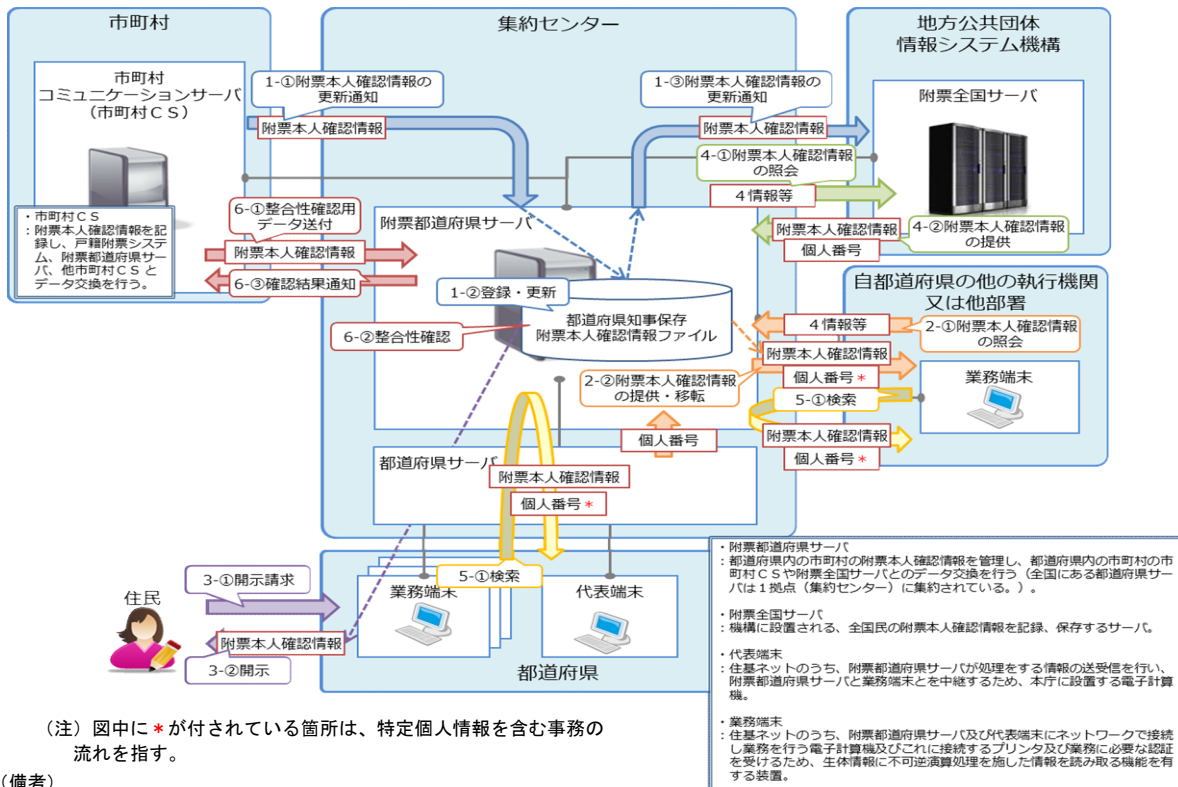 市町村
市町村
コミュニケーションサーバ
(市町村CS)
・市町村CS
:附票本人確認情報を記
録し、戸籍附票システ
ム、附票都道府県サー
バ、他市町村CSと
データ交換を行う。
集約センター
1-①附票本人確認情報の
更新通知
附票本人確認情報
1-③附票本人確認情報の
更新通知
附票本人確認情報
6-①整合性確認用
データ送付
附票本人確認情報
6-③確認結果通知
附票都道府県サーバ
1-②登録・更新
都道府県知事保存
附票本人確認情報ファイル
6-②整合性確認
4-①附票本人確認情報
の照会
4情報等
附票本人確認情報
個人番号
4-②附票本人確認情報
の提供
地方公共団体
情報システム機構
附票全国サーバ
自都道府県の他の執行機関
又は他部署
4情報等
2-①附票本人確認情報
の照会
附票本人確認情報
個人番号*
2-②附票本人確認情報
の提供・移転
業務端末
5-①検索
附票本人確認情報
個人番号*
個人番号
都道府県サーバ
附票本人確認情報
個人番号*
5-①検索
業務端末
代表端末
都道府県
住民
3-①開示請求
附票本人確認情報
3-②開示
・附票都道府県サーバ
:都道府県内の市町村の附票本人確認情報を管理し、都道府県内の市町村の市
町村CSや附票全国サーバとのデータ交換を行う(全国にある都道府県サー
バは1拠点(集約センター)に集約されている。)。
・附票全国サーバ
:機構に設置される、全国民の附票本人確認情報を記録、保存するサーバ。
・代表端末
:住基ネットのうち、附票都道府県サーバが処理をする情報の送受信を行い、
附票都道府県サーバと業務端末とを中継するため、本庁に設置する電子計算
機。
・業務端末
:住基ネットのうち、附票都道府県サーバ及び代表端末にネットワークで接続
し業務を行う電子計算機及びこれに接続するプリンタ及び業務に必要な認証
を受けるため、生体情報に不可逆演算処理を施した情報を読み取る機能を有
する装置。
(注)図中に*が付されている箇所は、特定個人情報を含む事務の
流れを指す。
(備考)